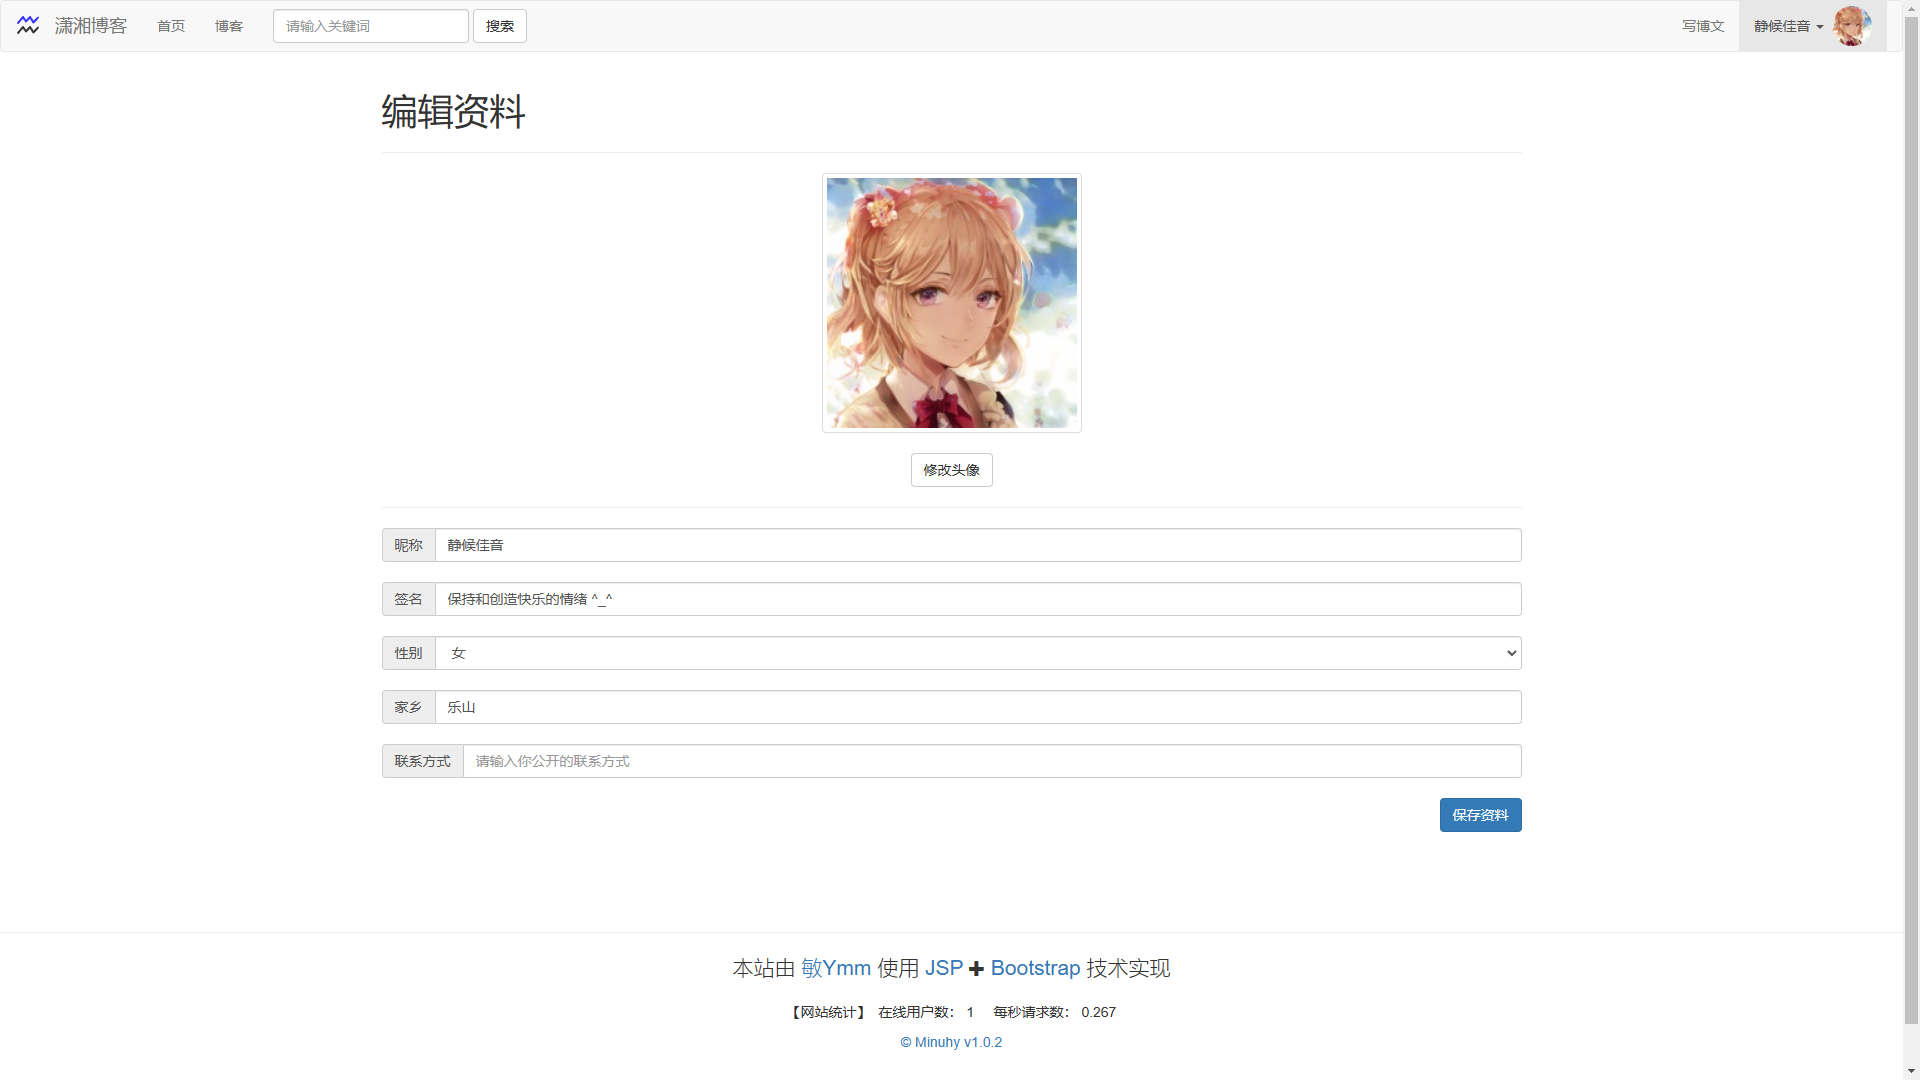 潇湘博客 首页 博客 请输入关键词 搜索 写博文 静候佳音
编辑资料
修改头像
昵称 静候佳音
签名 保持和创造快乐的情绪 ^_^
性别 女
家乡 乐山
联系方式 请输入你公开的联系方式
保存资料
本站由 敏Ymm 使用 JSP ✚ Bootstrap 技术实现
【网站统计】 在线用户数： 1 每秒请求数： 0.267
© Minuhy v1.0.2